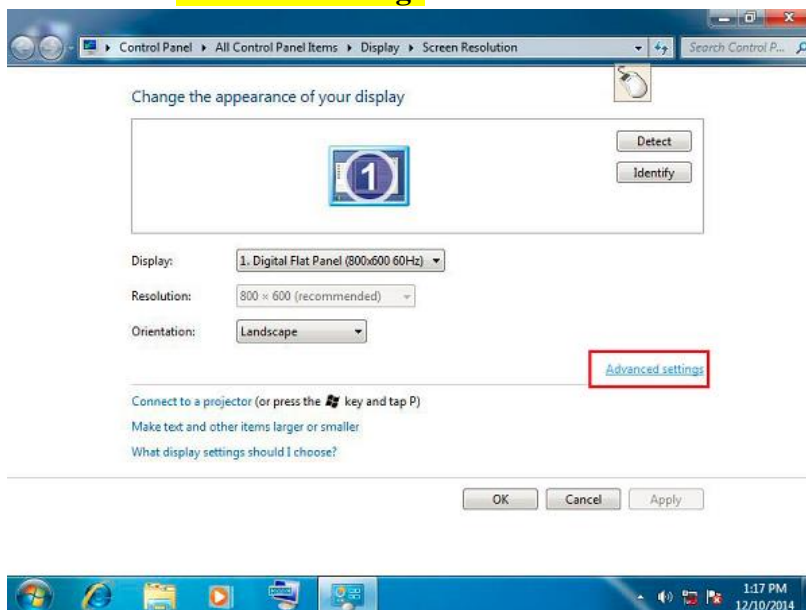 Control Panel ▸ All Control Panel Items ▸ Display ▸ Screen Resolution
Search Control P...
Change the appearance of your display
1
Detect
Identify
Display: 1. Digital Flat Panel (800x600 60Hz)
Resolution: 800 × 600 (recommended)
Orientation: Landscape
Advanced settings
Connect to a projector (or press the key and tap P)
Make text and other items larger or smaller
What display settings should I choose?
OK Cancel Apply
1:17 PM
12/10/2014